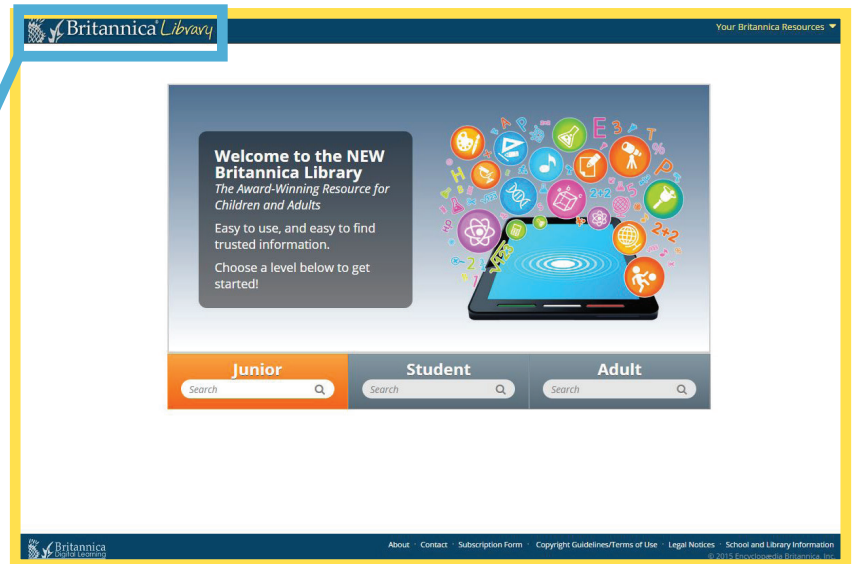 Britannica® Library
Your Britannica Resources
Welcome to the NEW
Britannica Library
The Award-Winning Resource for
Children and Adults
Easy to use, and easy to find
trusted information.
Choose a level below to get
started!
Junior
Search
Student
Search
Adult
Search
Britannica
Digital Learning
About · Contact · Subscription Form · Copyright Guidelines/Terms of Use · Legal Notices · School and Library Information
© 2015 Encyclopædia Britannica, Inc.